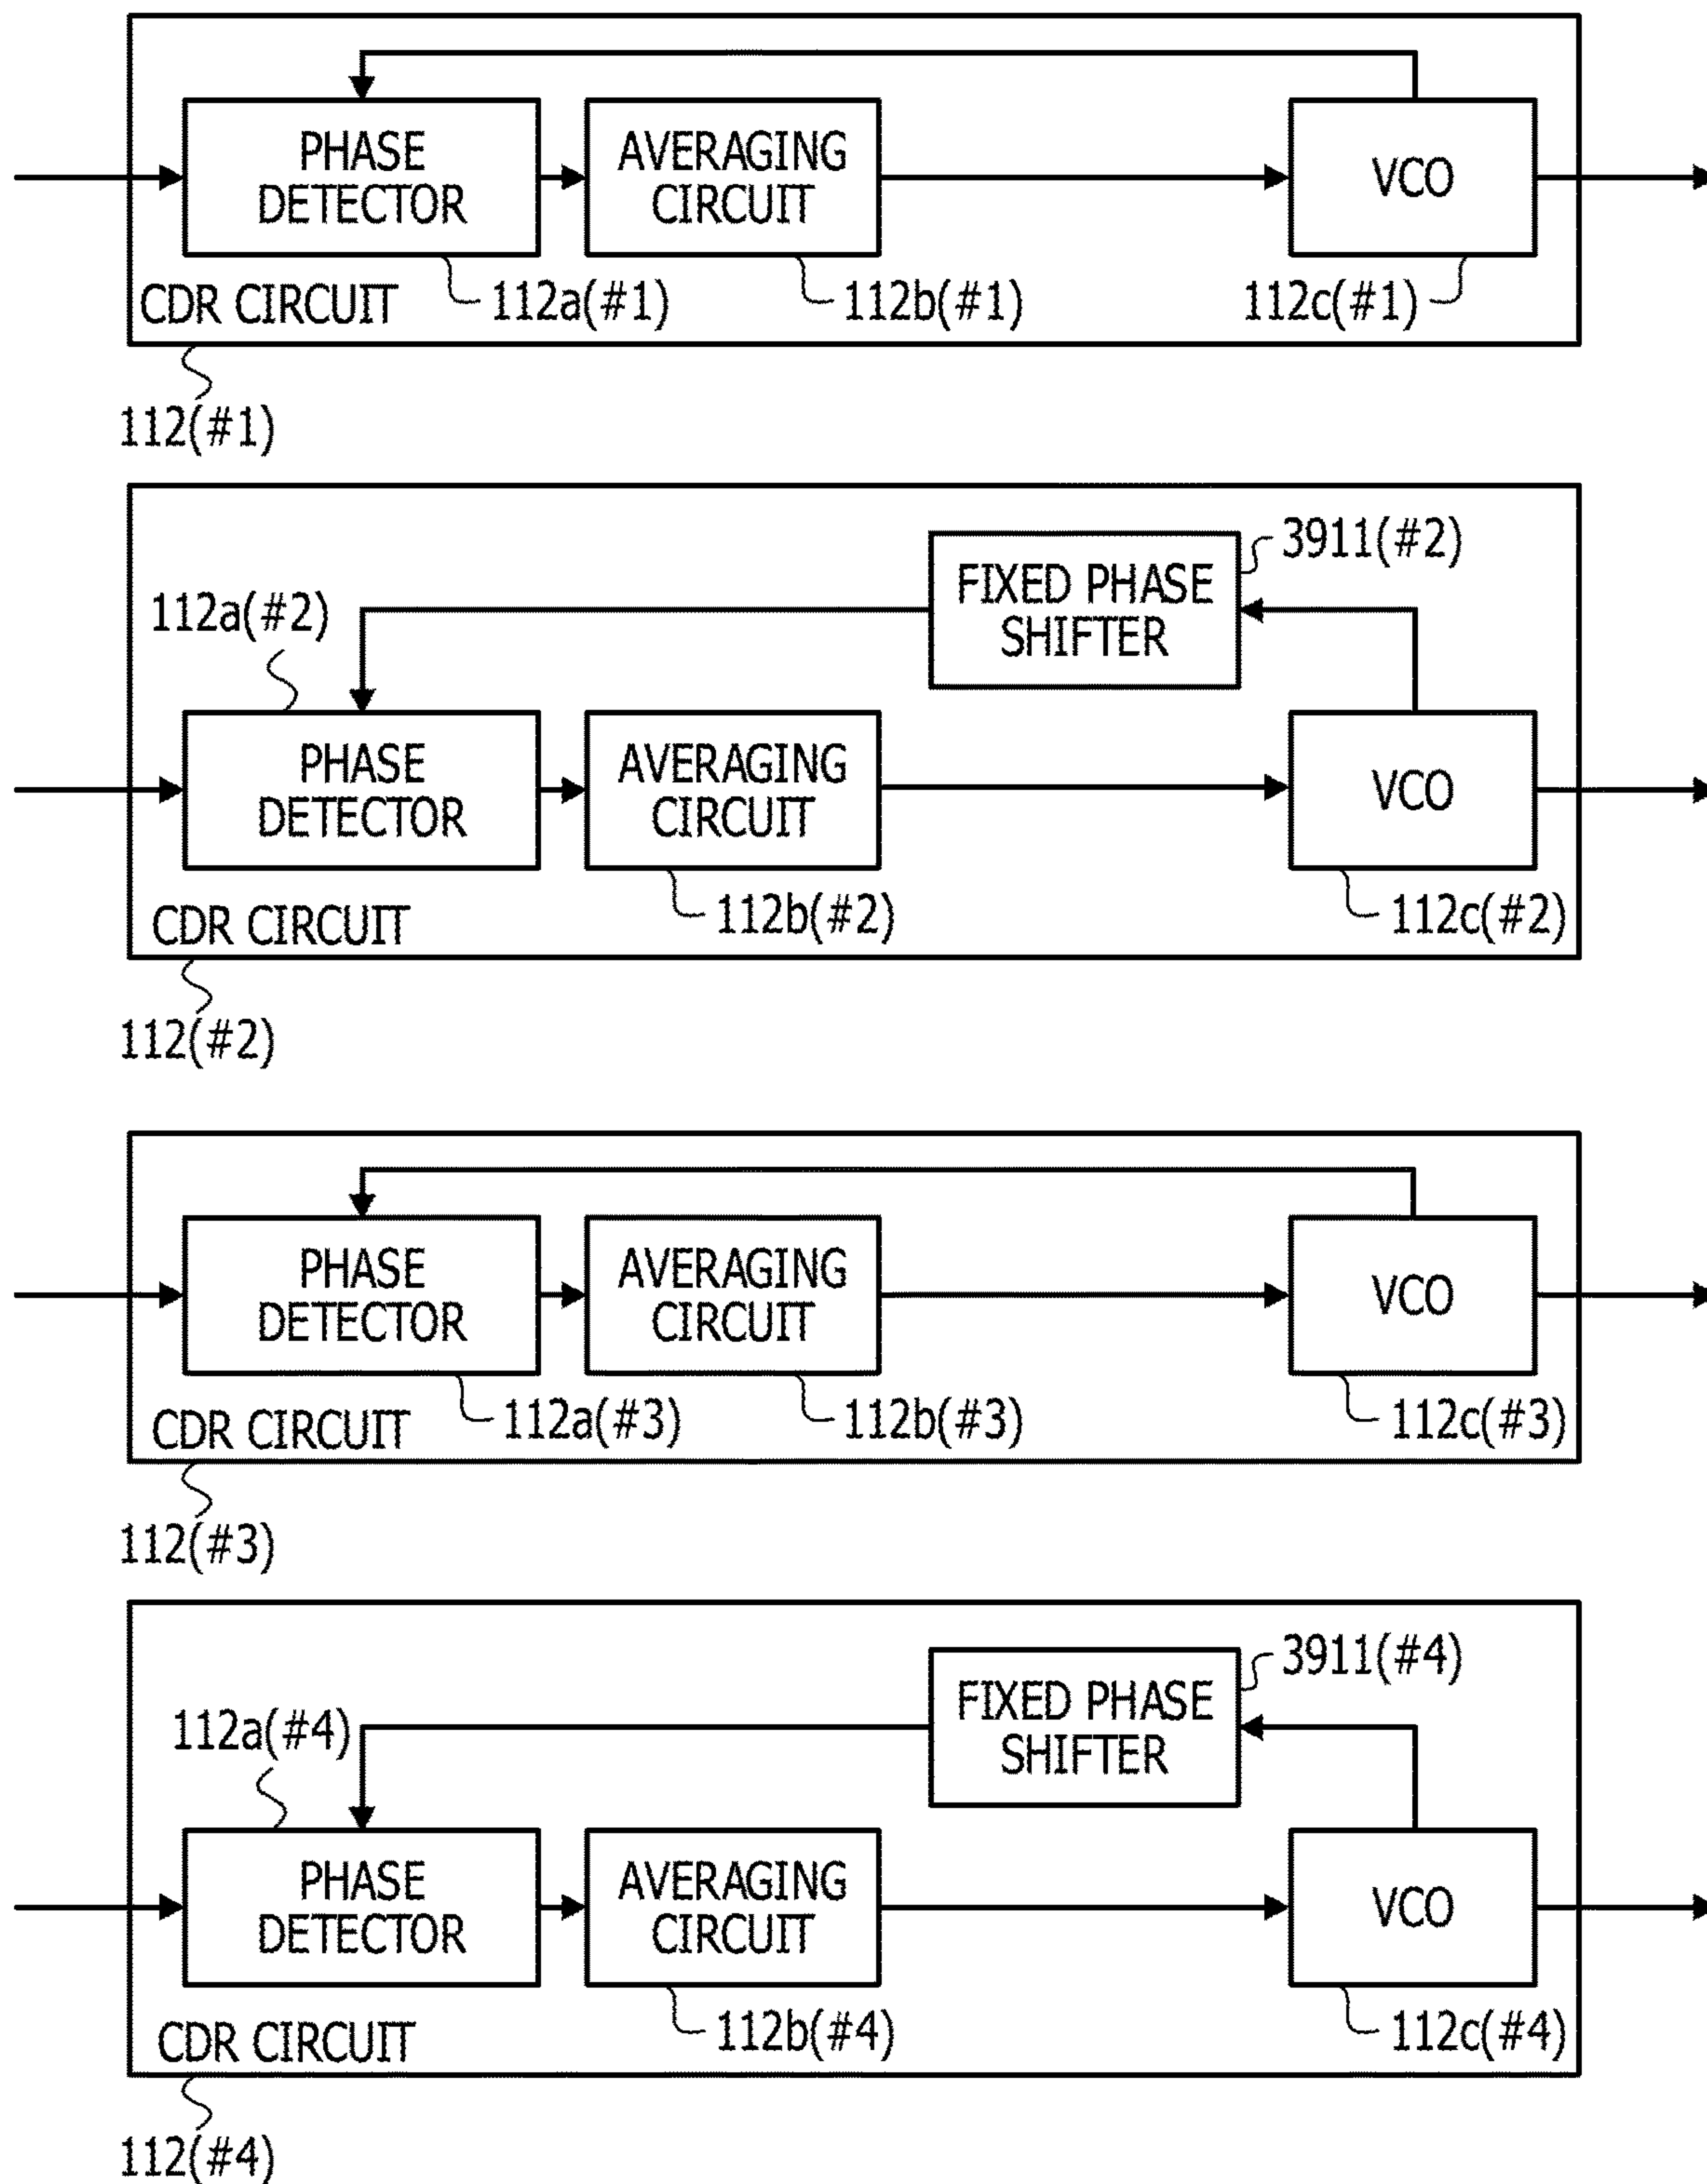 PHASE
DETECTOR
AVERAGING
CIRCUIT
VCO
CDR CIRCUIT
112a(#1)
112b(#1)
112c(#1)
112(#1)
3911(#2)
FIXED PHASE
SHIFTER
112a(#2)
PHASE
DETECTOR
AVERAGING
CIRCUIT
VCO
CDR CIRCUIT
112b(#2)
112c(#2)
112(#2)
PHASE
DETECTOR
AVERAGING
CIRCUIT
VCO
CDR CIRCUIT
112a(#3)
112b(#3)
112c(#3)
112(#3)
3911(#4)
FIXED PHASE
SHIFTER
112a(#4)
PHASE
DETECTOR
AVERAGING
CIRCUIT
VCO
CDR CIRCUIT
112b(#4)
112c(#4)
112(#4)